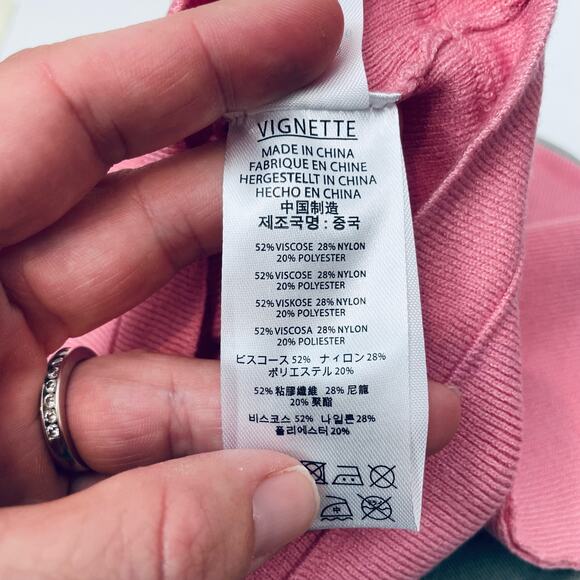 VIGNETTE
MADE IN CHINA
FABRIQUE EN CHINE
HERGESTELLT IN CHINA
HECHO EN CHINA
中国制造
제조국명 : 중국
52% VISCOSE 28% NYLON
20% POLYESTER
52% VISCOSE 28% NYLON
20% POLYESTER
52% VISKOSE 28% NYLON
20% POLIESTER
52% VISCOSA 28% NYLON
20% POLIESTER
ビスコース 52% ナイロン 28%
ポリエステル 20%
52% 粘膠纖維 28% 尼龍
20% 聚酯
비스코스 52% 나일론 28%
폴리에스터 20%